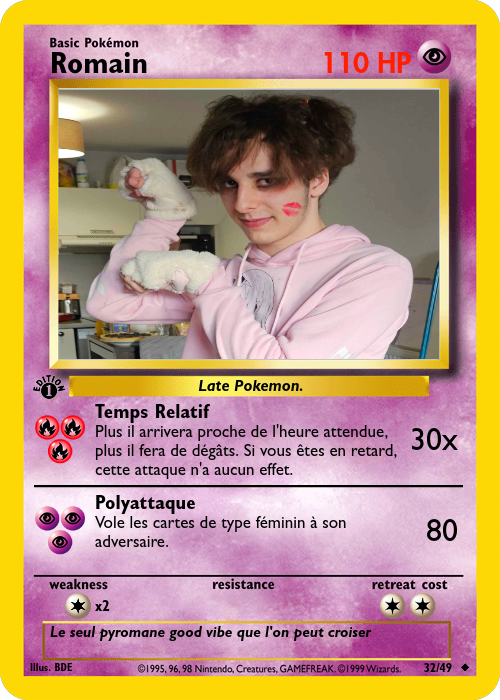 Basic Pokémon
Romain
110 HP
EDITION
1
Late Pokemon.
Temps Relatif
Plus il arrivera proche de l'heure attendue,
plus il fera de dégâts. Si vous êtes en retard,
cette attaque n'a aucun effet.
30x
Polyattaque
Vole les cartes de type féminin à son
adversaire.
80
weakness
resistance
retreat cost
x2
Le seul pyromane good vibe que l'on peut croiser
Illus. BDE
©1995, 96, 98 Nintendo, Creatures, GAMEFREAK. ©1999 Wizards.
32/49